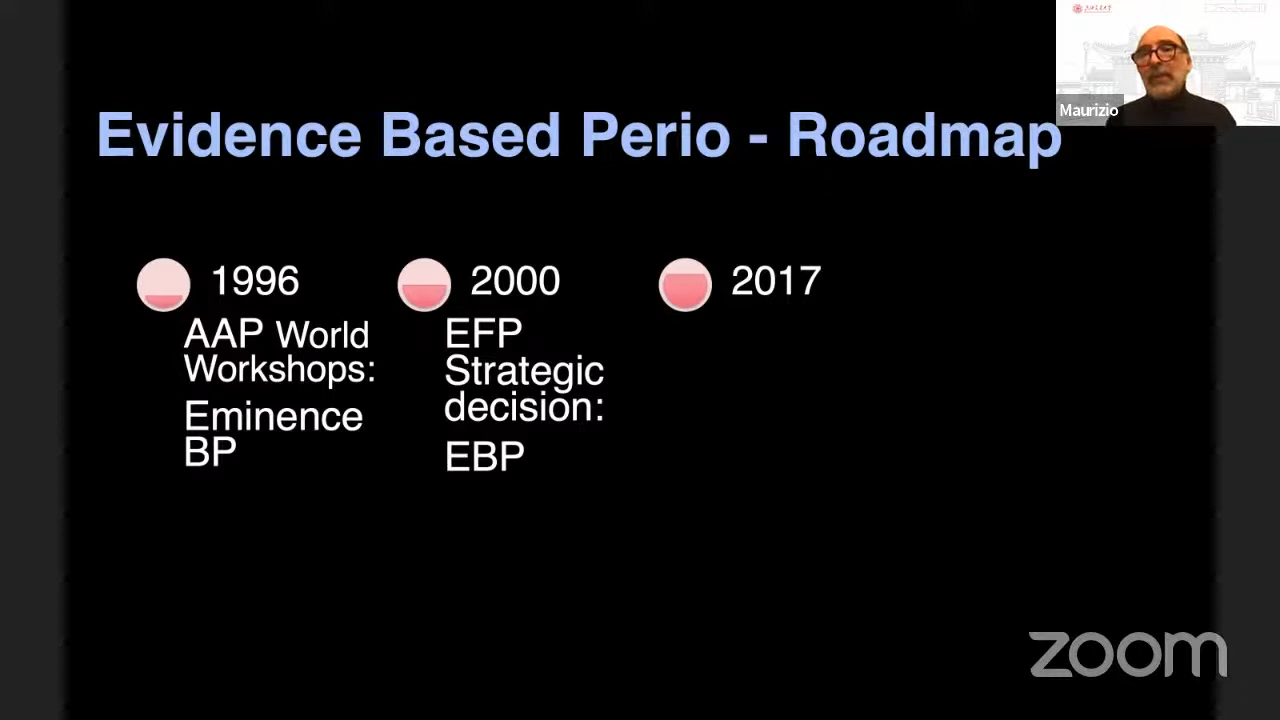 Evidence Based Perio - Roadmap
Maurizio
1996
AAP World
Workshops:
Eminence
BP
2000
EFP
Strategic
decision:
EBP
2017
zoom